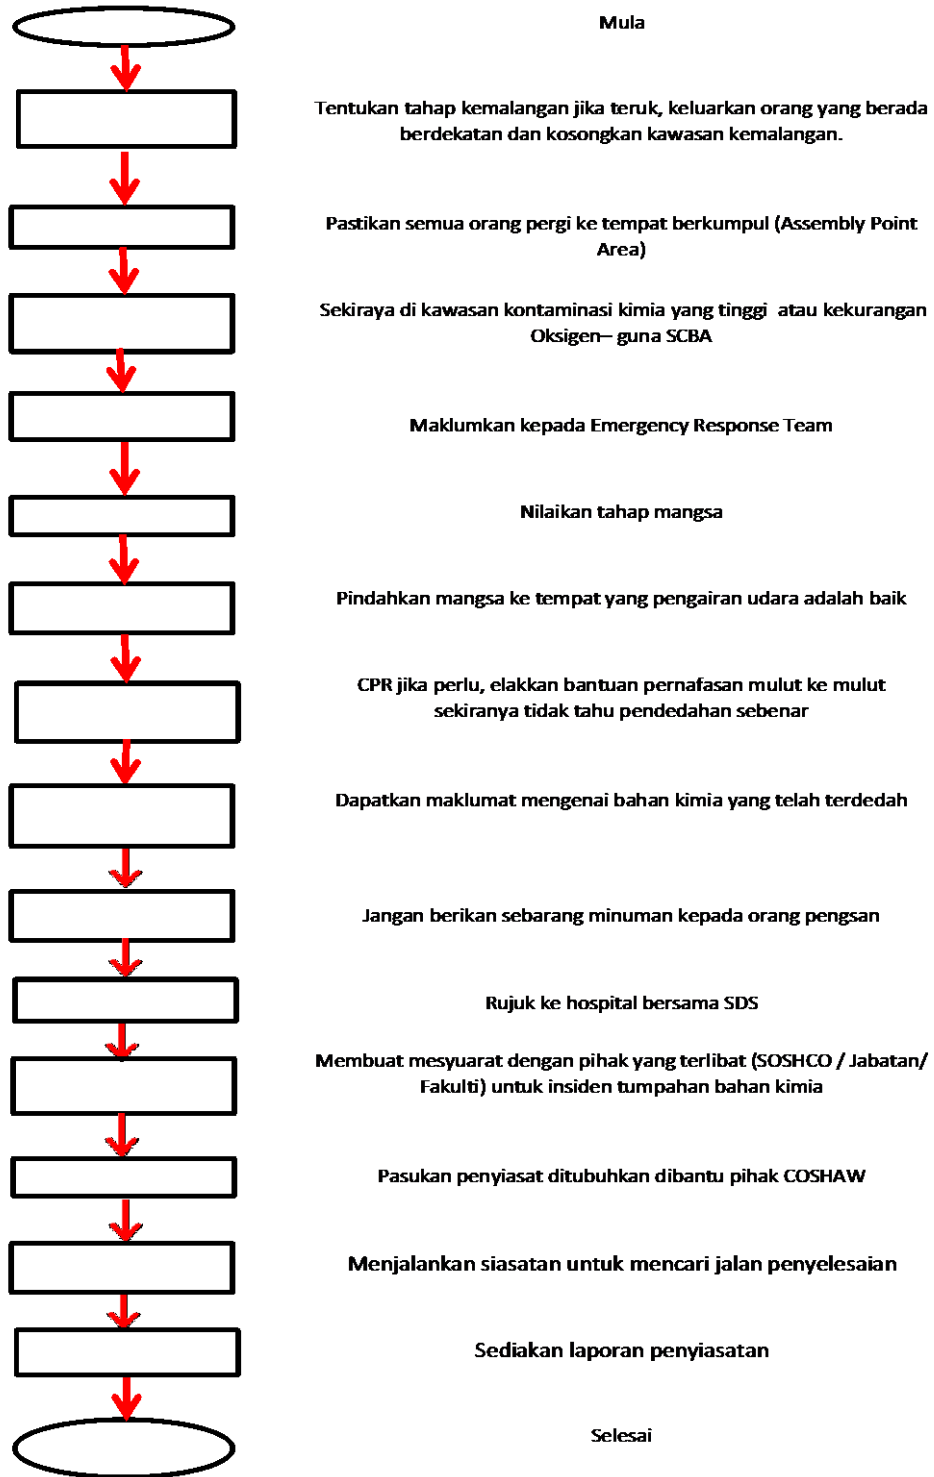 Mula
Tentukan tahap kemalangan jika teruk, keluarkan orang yang berada
berdekatan dan kosongkan kawasan kemalangan.
Pastikan semua orang pergi ke tempat berkumpul (Assembly Point
Area)
Sekiraya di kawasan kontaminasi kimia yang tinggi atau kekurangan
Oksigen– guna SCBA
Maklumkan kepada Emergency Response Team
Nilaikan tahap mangsa
Pindahkan mangsa ke tempat yang pengairan udara adalah baik
CPR jika perlu, elakkan bantuan pernafasan mulut ke mulut
sekiranya tidak tahu pendedahan sebenar
Dapatkan maklumat mengenai bahan kimia yang telah terdedah
Jangan berikan sebarang minuman kepada orang pengsan
Rujuk ke hospital bersama SDS
Membuat mesyuarat dengan pihak yang terlibat (SOSHCO / Jabatan/
Fakulti) untuk insiden tumpahan bahan kimia
Pasukan penyiasat ditubuhkan dibantu pihak COSHAW
Menjalankan siasatan untuk mencari jalan penyelesaian
Sediakan laporan penyiasatan
Selesai